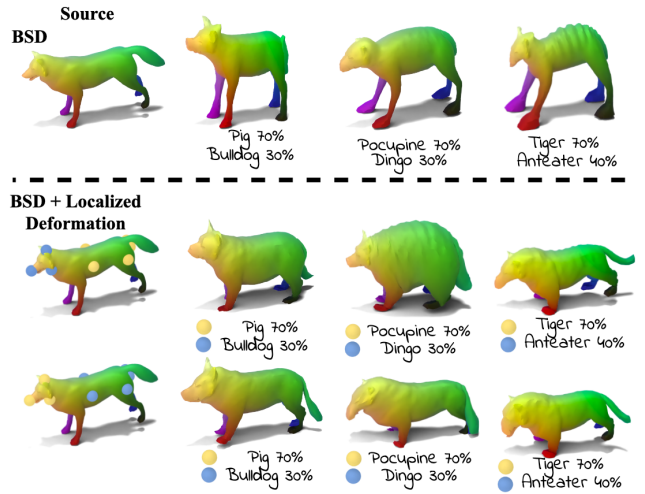 Source
BSD
Pig 70%
Bulldog 30%
Pocupine 70%
Dingo 30%
Tiger 70%
Anteater 40%
BSD + Localized
Deformation
Pig 70%
Bulldog 30%
Pocupine 70%
Dingo 30%
Tiger 70%
Anteater 40%
Pig 70%
Bulldog 30%
Pocupine 70%
Dingo 30%
Tiger 70%
Anteater 40%